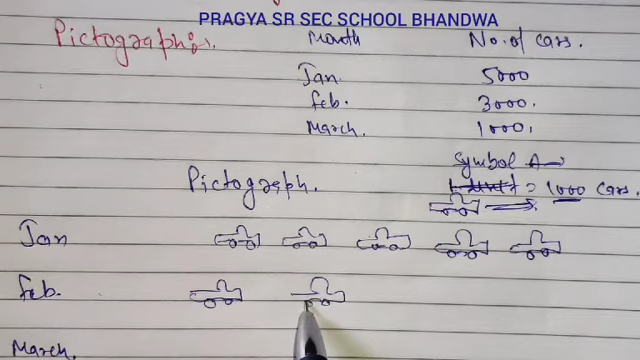 PRAGYA SR SEC SCHOOL BHANDWA
Pictograph:
Month No. of cars.
Jan. 5000
feb. 3000.
March. 1000.
Symbol
Pictograph. = 1000 cars.
Jan
feb.
March.